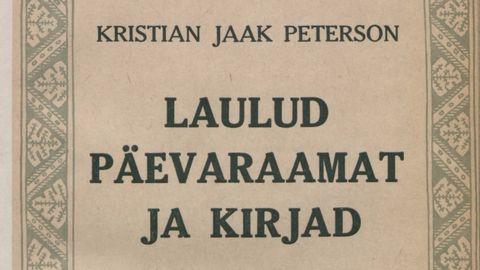 KRISTIAN JAAK PETERSON
LAULUD
PÄEVARAAMAT
JA KIRJAD